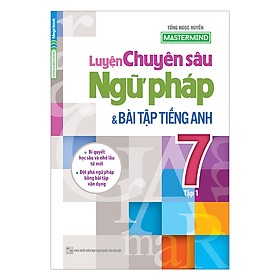 TỐNG NGỌC HUYỀN
MASTERMIND
Luyện Chuyên sâu
Ngữ pháp
& BÀI TẬP TIẾNG ANH
7
Tập 1
• Bí quyết
học sâu và nhớ lâu
từ mới
• Đột phá ngữ pháp
bằng bài tập
vận dụng